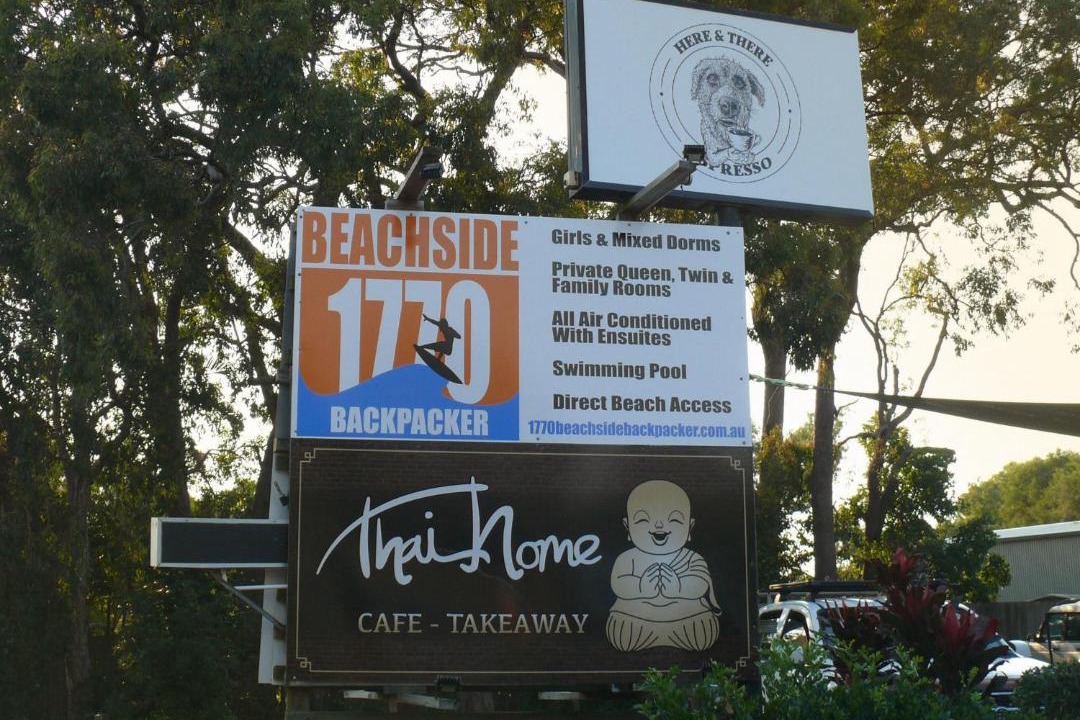 HERE & THERE
BEACHSIDE
1770
BACKPACKER
Girls & Mixed Dorms
Private Queen, Twin &
Family Rooms
All Air Conditioned
With Ensuites
Swimming Pool
Direct Beach Access
1770beachsidebackpacker.com.au
Thai Home
CAFE - TAKEAWAY